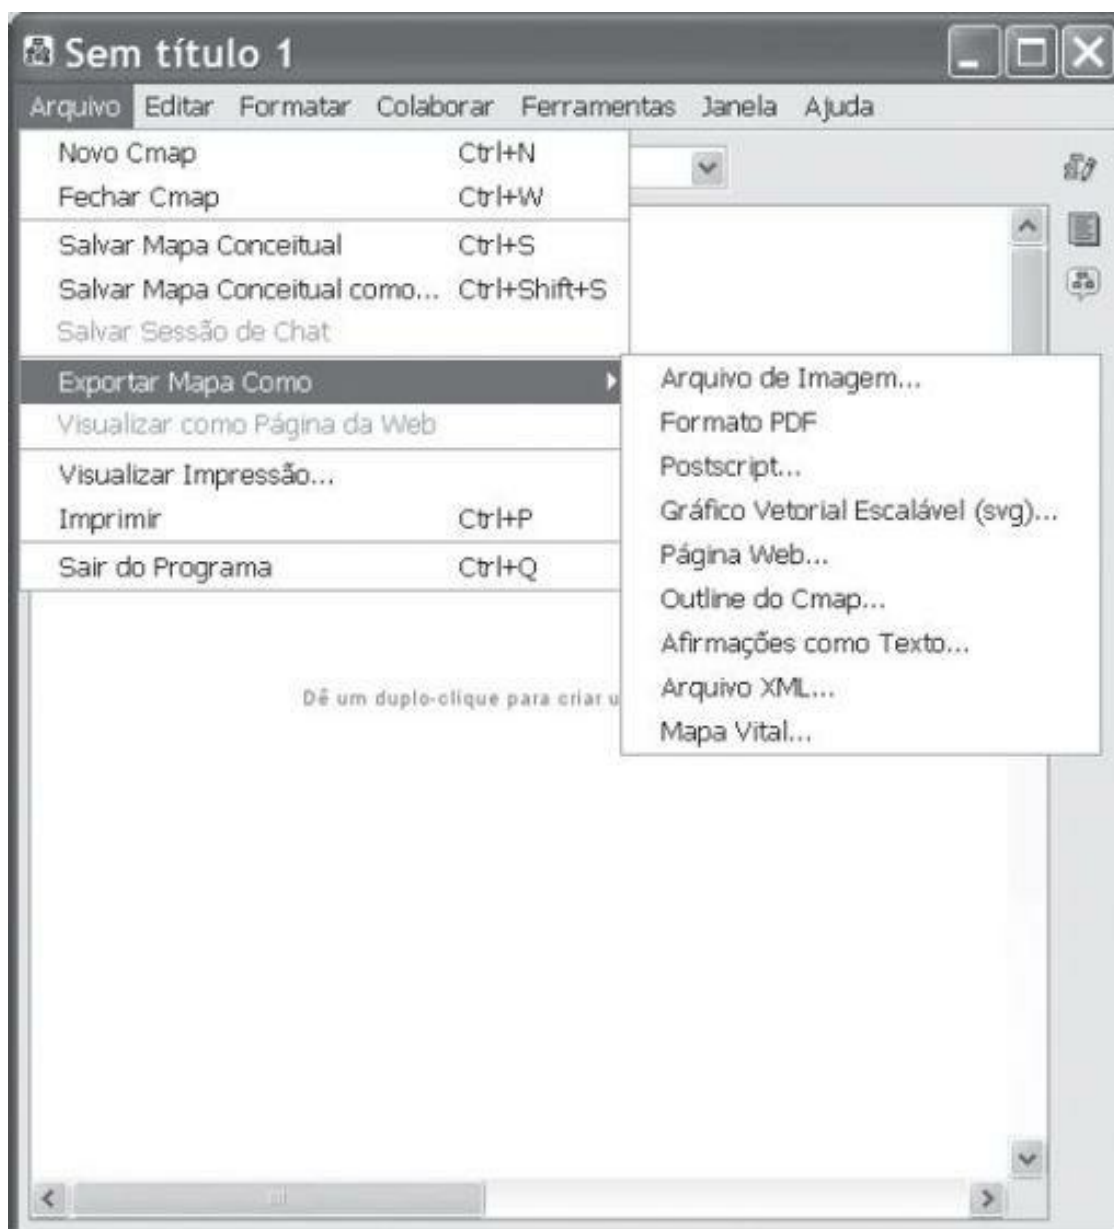 Sem título 1
Arquivo Editar Formatar Colaborar Ferramentas Janela Ajuda
Novo Cmap Ctrl+N
Fechar Cmap Ctrl+W
Salvar Mapa Conceitual Ctrl+S
Salvar Mapa Conceitual como... Ctrl+Shift+S
Salvar Sessão de Chat
Exportar Mapa Como
Visualizar como Página da Web
Visualizar Impressão...
Imprimir Ctrl+P
Sair do Programa Ctrl+Q
Arquivo de Imagem...
Formato PDF
Postscript...
Gráfico Vetorial Escalável (svg)...
Página Web...
Outline do Cmap...
Afirmações como Texto...
Arquivo XML...
Mapa Vital...
Dê um duplo-clique para criar u